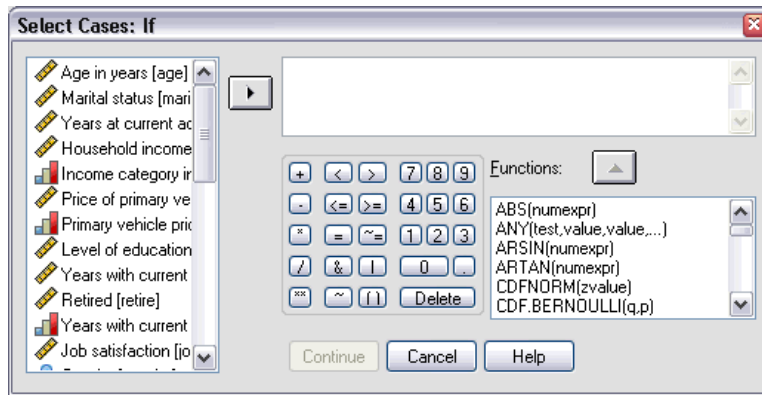 Select Cases: If
Age in years [age]
Marital status [mari
Years at current ad
Household income
Income category in
Price of primary ve
Primary vehicle pric
Level of education
Years with current
Retired [retire]
Years with current
Job satisfaction [jo
+ < > 7 8 9
- <= >= 4 5 6
* = ~= 1 2 3
/ & | 0 .
** ~ () Delete
Functions:
ABS(numexpr)
ANY(test,value,value,...)
ARSIN(numexpr)
ARTAN(numexpr)
CDFNORM(zvalue)
CDF.BERNOULLI(q,p)
Continue Cancel Help